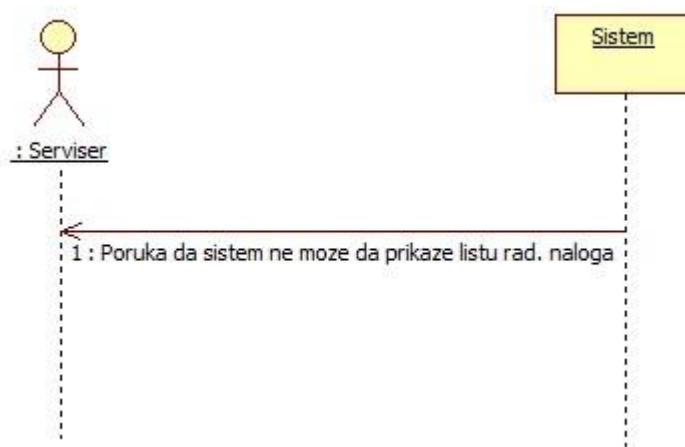 Sistem
: Serviser
1 : Poruka da sistem ne moze da prikaze listu rad. naloga